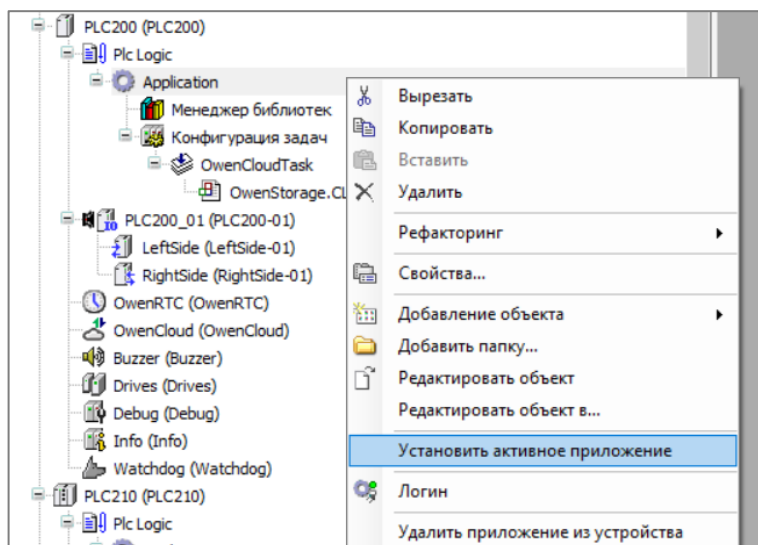 PLC200 (PLC200)
Plc Logic
Application
Менеджер библиотек
Конфигурация задач
OwenCloudTask
OwenStorage.CL
PLC200_01 (PLC200-01)
LeftSide (LeftSide-01)
RightSide (RightSide-01)
OwenRTC (OwenRTC)
OwenCloud (OwenCloud)
Buzzer (Buzzer)
Drives (Drives)
Debug (Debug)
Info (Info)
Watchdog (Watchdog)
PLC210 (PLC210)
Plc Logic
Вырезать
Копировать
Вставить
Удалить
Рефакторинг
Свойства...
Добавление объекта
Добавить папку...
Редактировать объект
Редактировать объект в...
Установить активное приложение
Логин
Удалить приложение из устройства